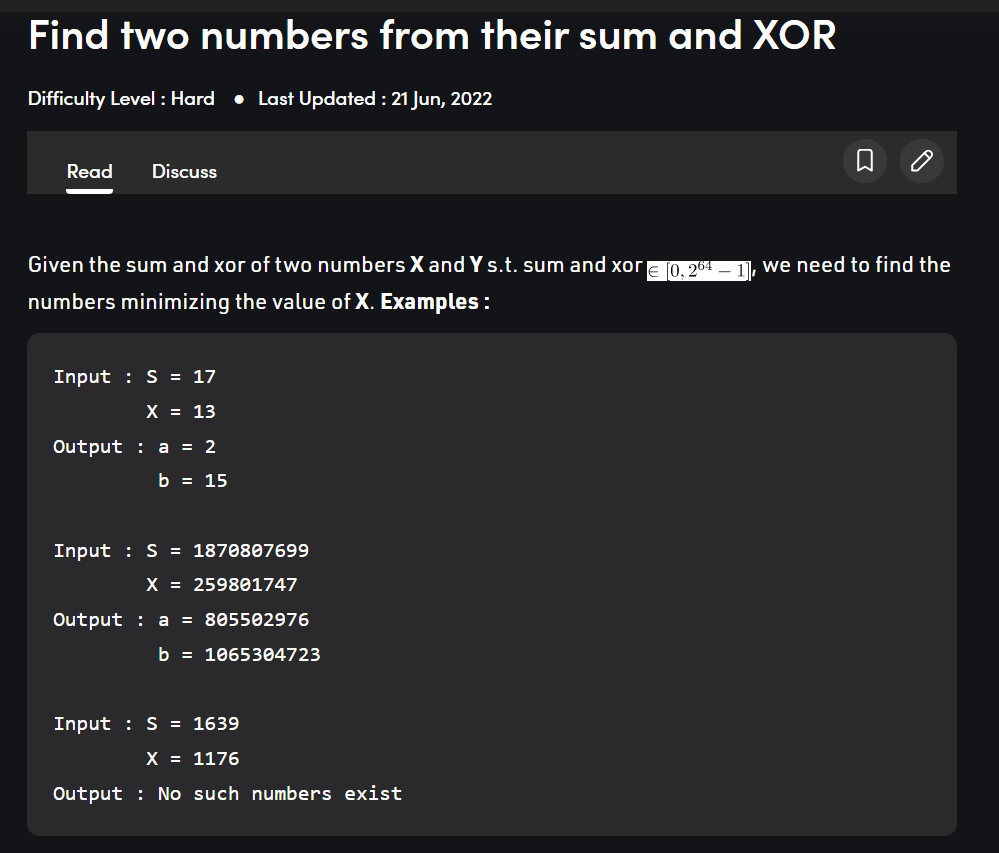 Find two numbers from their sum and XOR
Difficulty Level : Hard ● Last Updated : 21 Jun, 2022
Read Discuss
Given the sum and xor of two numbers X and Y s.t. sum and xor ∈ [0, 2^64 − 1], we need to find the
numbers minimizing the value of X. Examples :
Input : S = 17
X = 13
Output : a = 2
b = 15
Input : S = 1870807699
X = 259801747
Output : a = 805502976
b = 1065304723
Input : S = 1639
X = 1176
Output : No such numbers exist